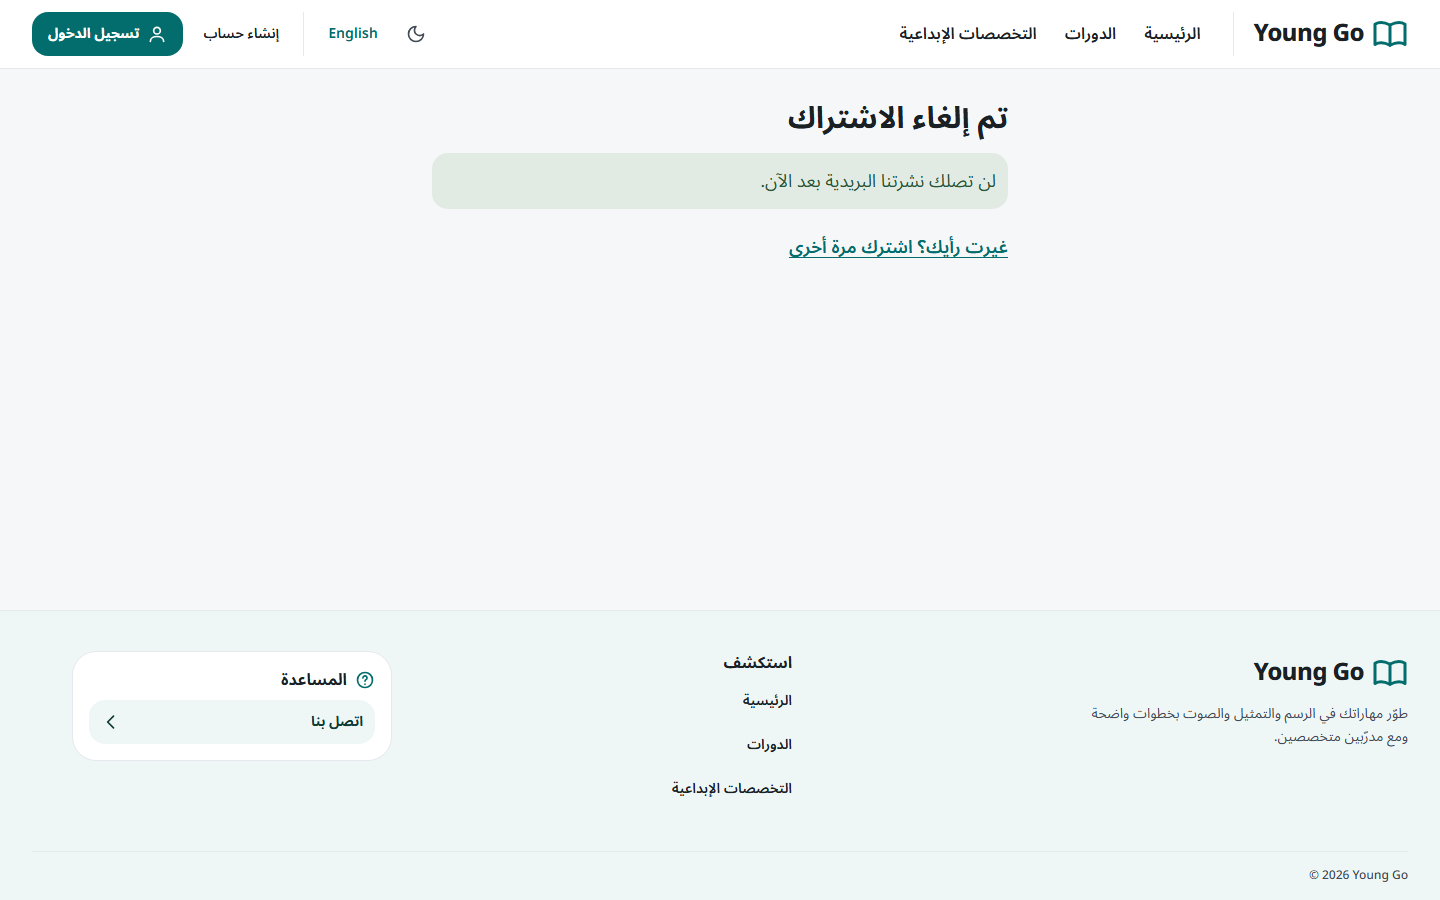 Young Go
الرئيسية
الدورات
التخصصات الإبداعية
English
إنشاء حساب
تسجيل الدخول
تم إلغاء الاشتراك
لن تصلك نشرتنا البريدية بعد الآن.
غيرت رأيك؟ اشترك مرة أخرى
Young Go
طوّر مهاراتك في الرسم والتمثيل والصوت بخطوات واضحة
ومع مدرّبين متخصصين.
استكشف
الرئيسية
الدورات
التخصصات الإبداعية
المساعدة
اتصل بنا
© 2026 Young Go